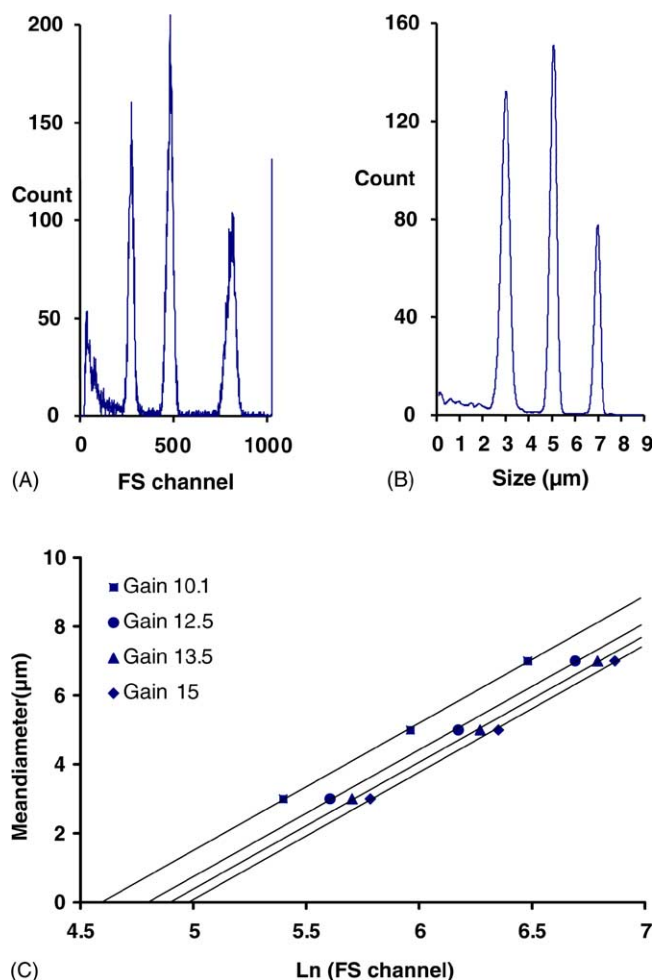 200
150
Count
100
50
0
0
500
1000
(A)
FS channel
160
120
Count
80
40
0
0 1 2 3 4 5 6 7 8 9
(B)
Size (µm)
10
8
6
4
2
0
Meandiameter(µm)
Gain 10.1
Gain 12.5
Gain 13.5
Gain 15
4.5 5 5.5 6 6.5 7
(C)
Ln (FS channel)